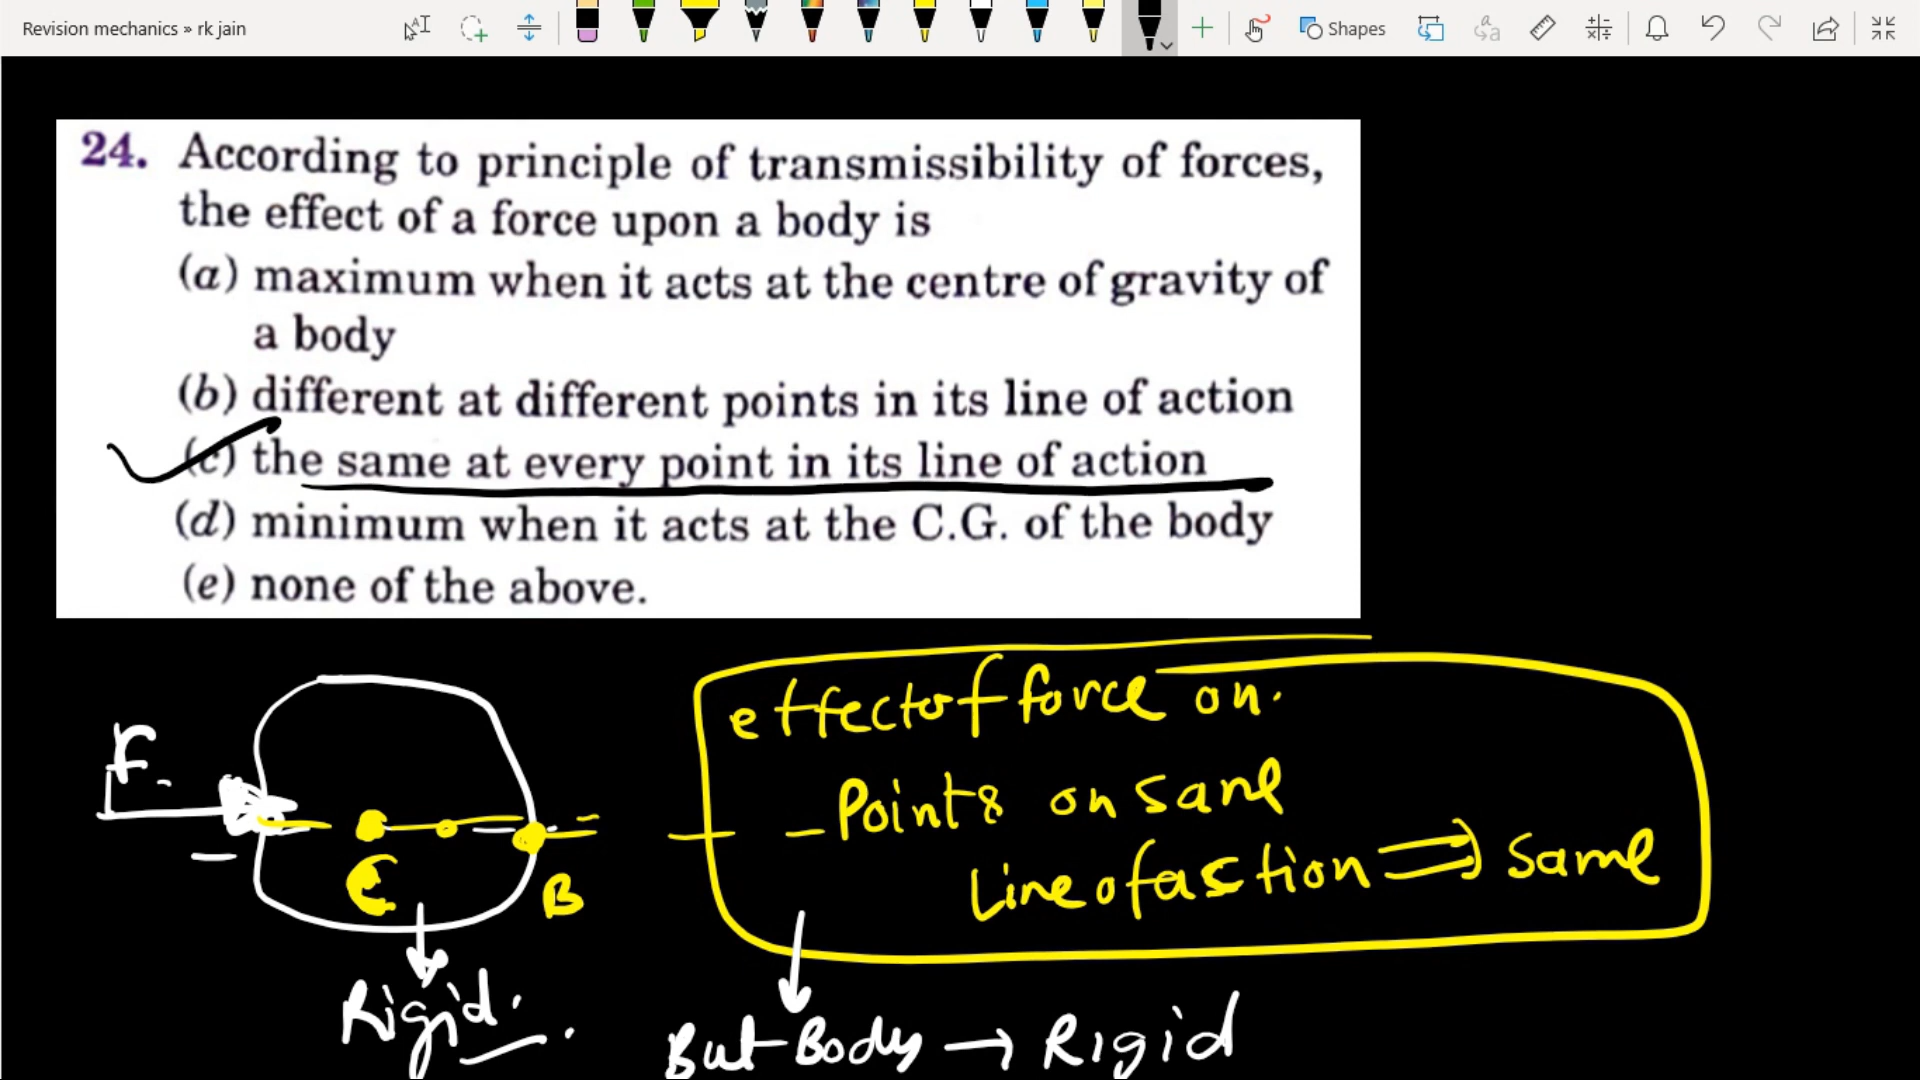 Revision mechanics » rk jain
Shapes
24. According to principle of transmissibility of forces,
the effect of a force upon a body is
(a) maximum when it acts at the centre of gravity of
a body
(b) different at different points in its line of action
(c) the same at every point in its line of action
(d) minimum when it acts at the C.G. of the body
(e) none of the above.
effect of force on.
F.
- Points on same
Line of action ⇒ same
C B
Rigid.
But Body → Rigid